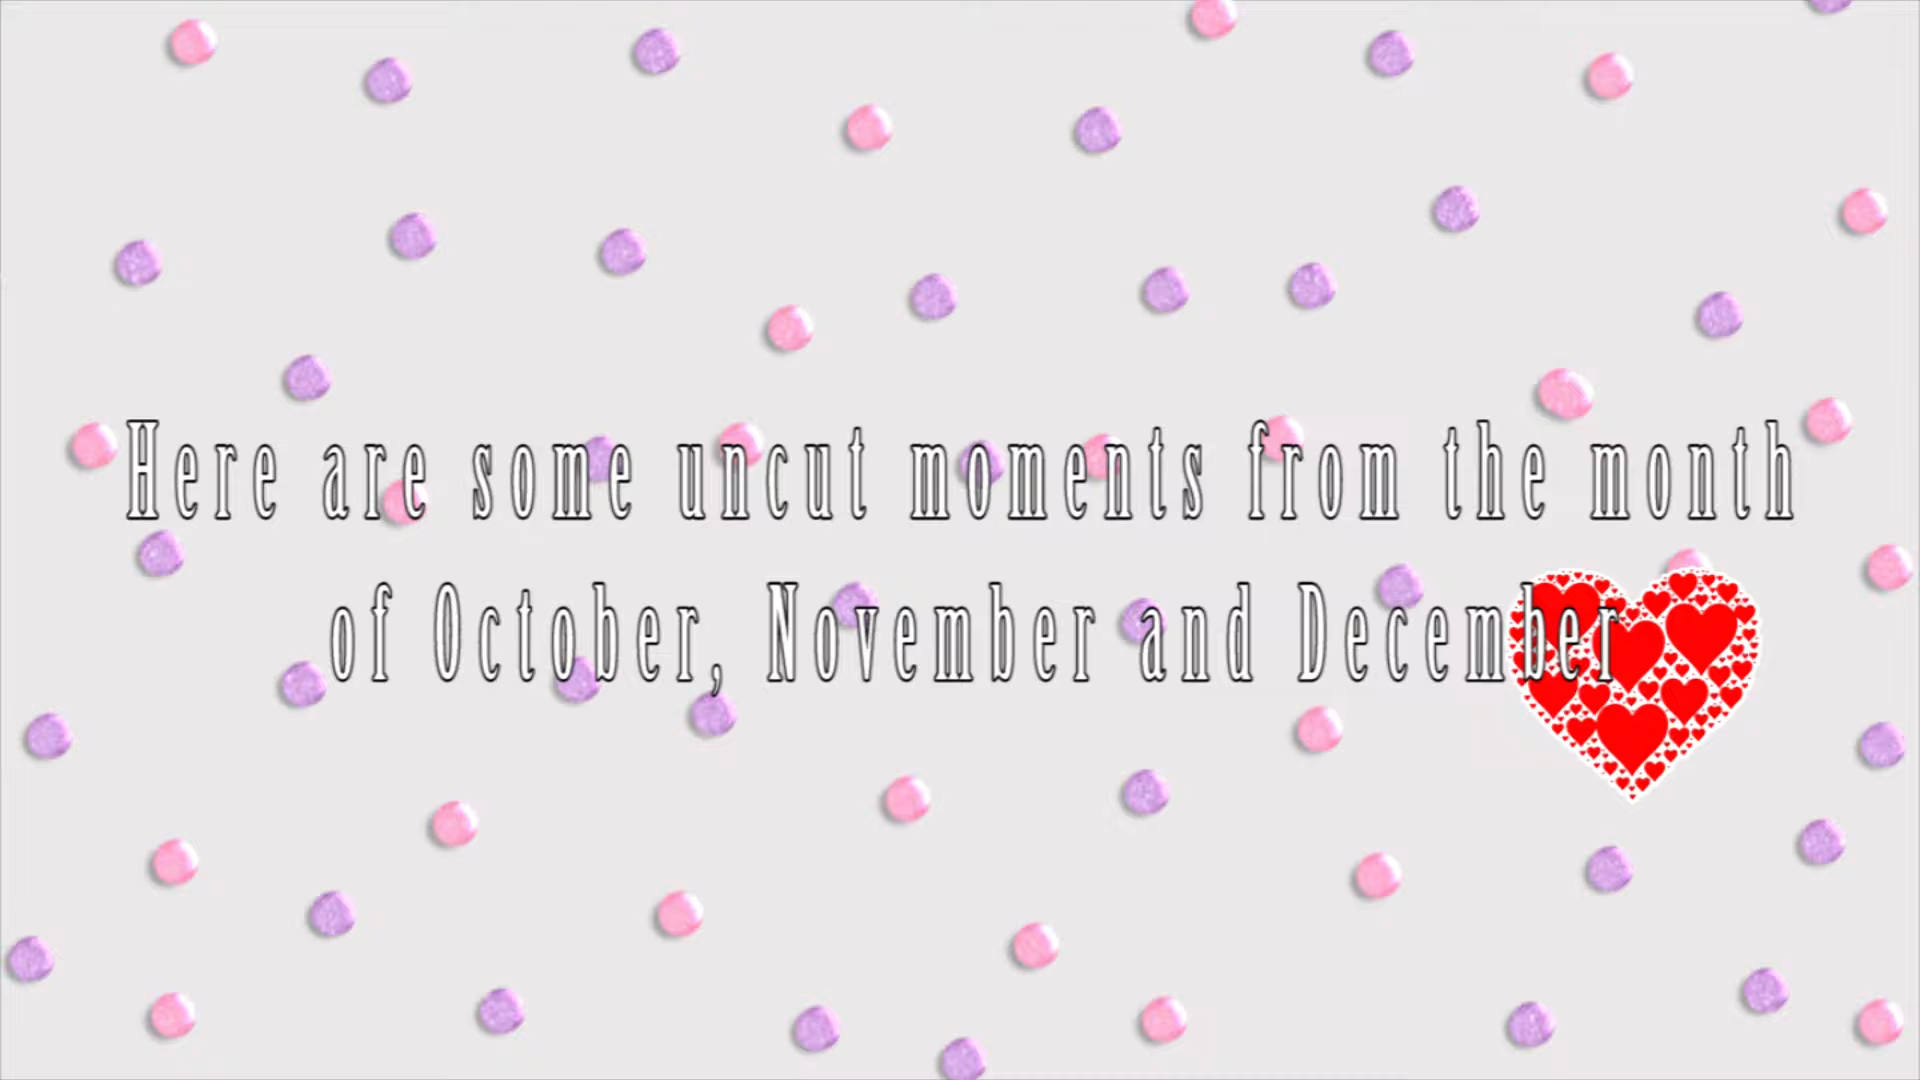 Here are some uncut moments from the month
of October, November and December